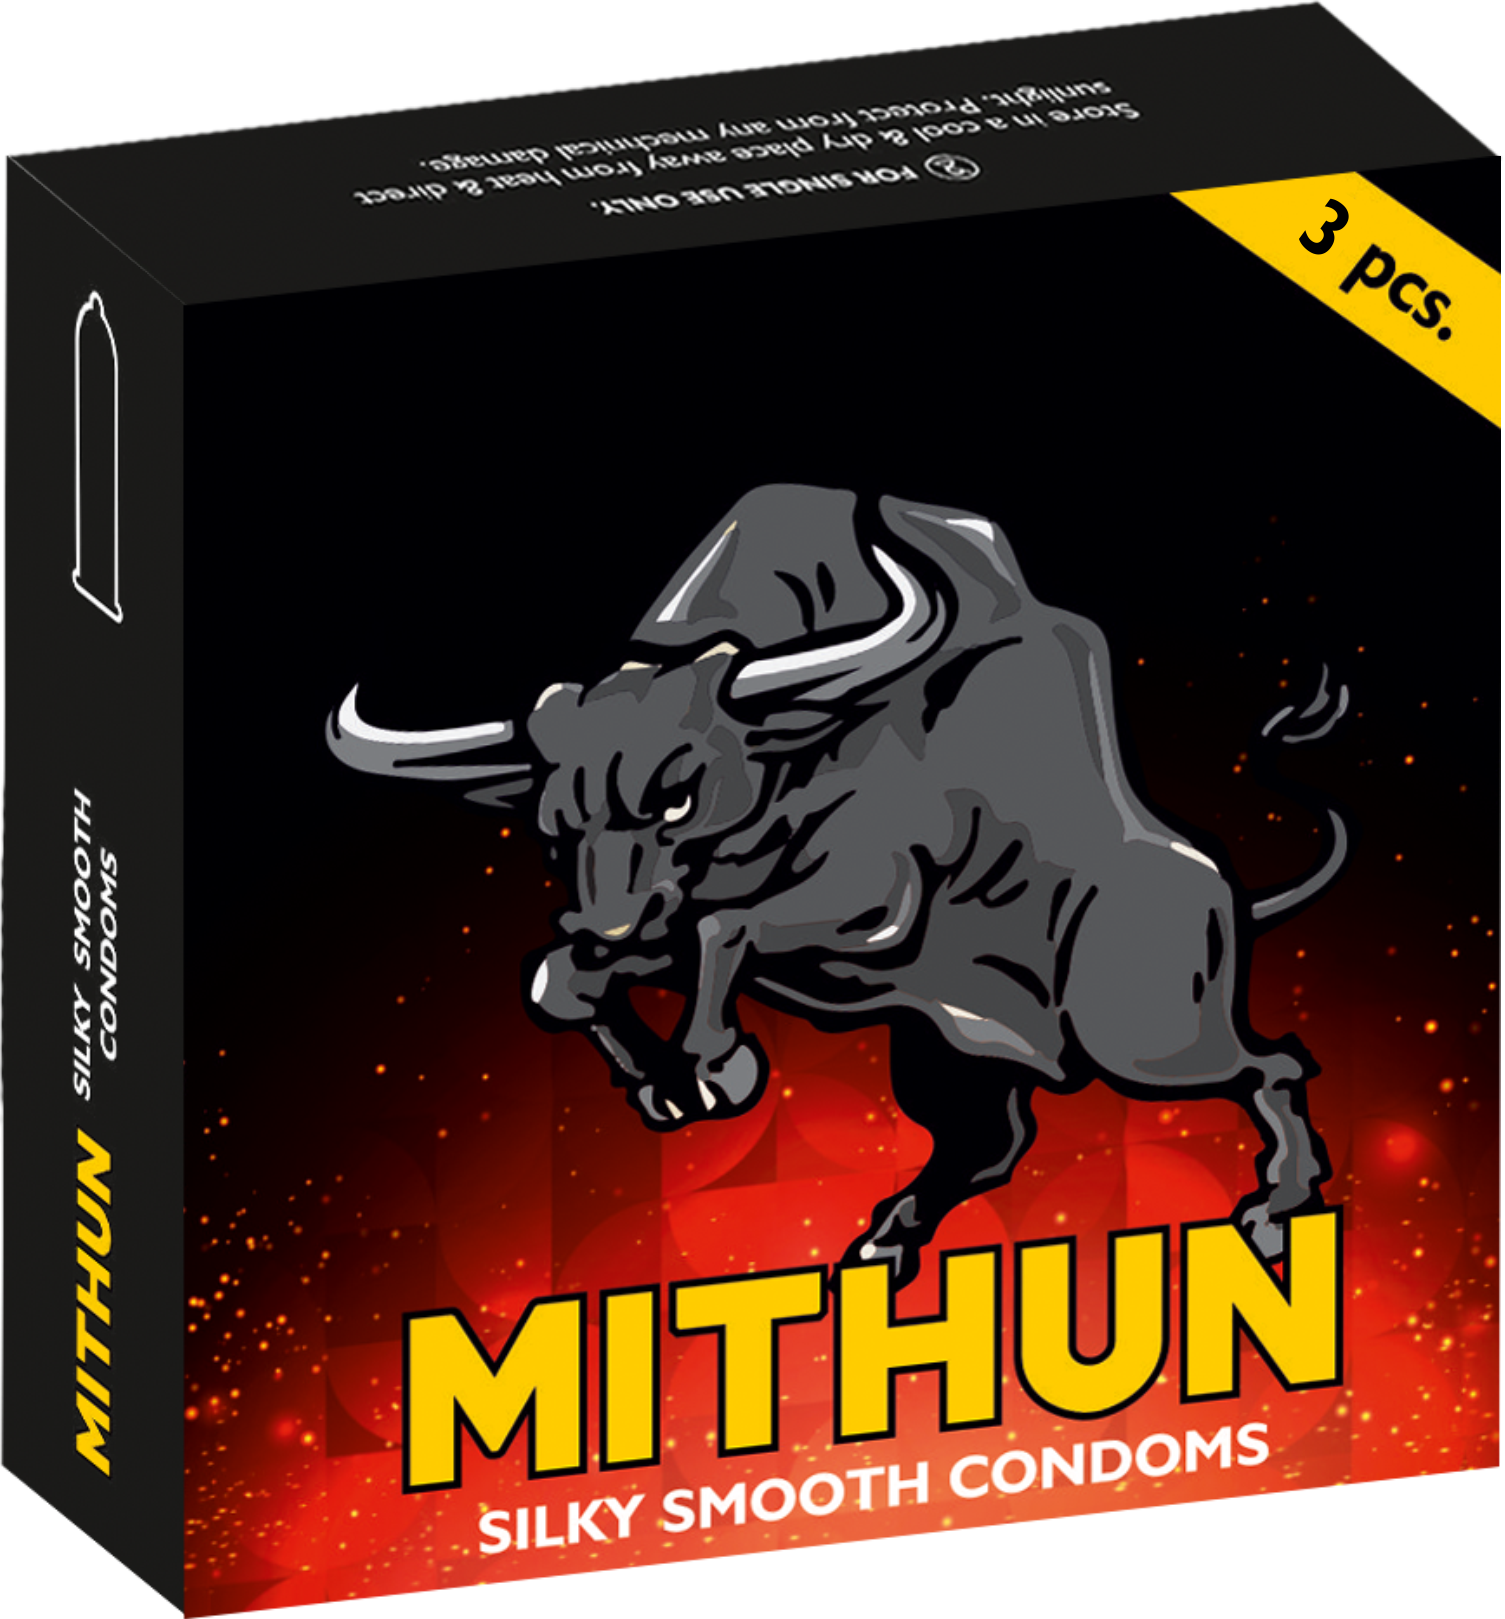 FOR SINGLE USE ONLY.
Store in a cool & dry place away from heat & direct
sunlight. Protect from any mechnical damage.
3 pcs.
MITHUN
SILKY SMOOTH CONDOMS
MITHUN SILKY SMOOTH
CONDOMS